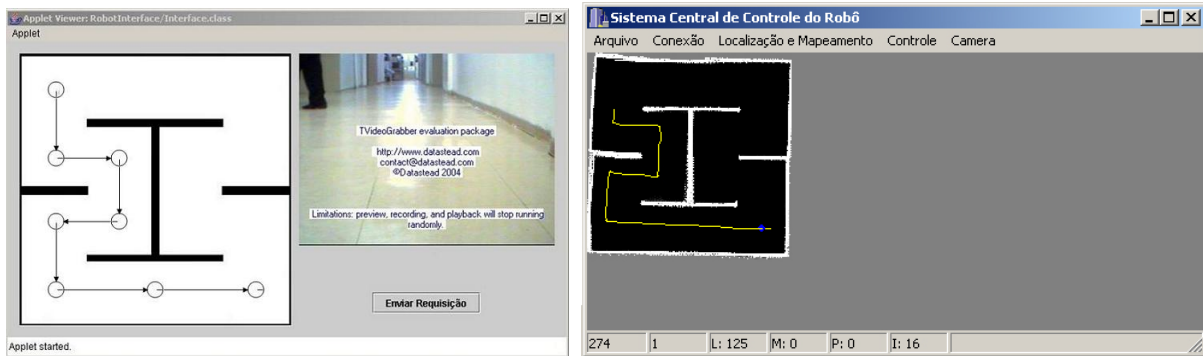 Applet Viewer: RobotInterface/Interface.class
Applet
TVideoGrabber evaluation package
http://www.datastead.com
contact@datastead.com
©Datastead 2004
Limitations: preview, recording, and playback will stop running
randomly.
Enviar Requisição
Applet started.
Sistema Central de Controle do Robô
Arquivo Conexão Localização e Mapeamento Controle Camera
274 1 L: 125 M: 0 P: 0 I: 16